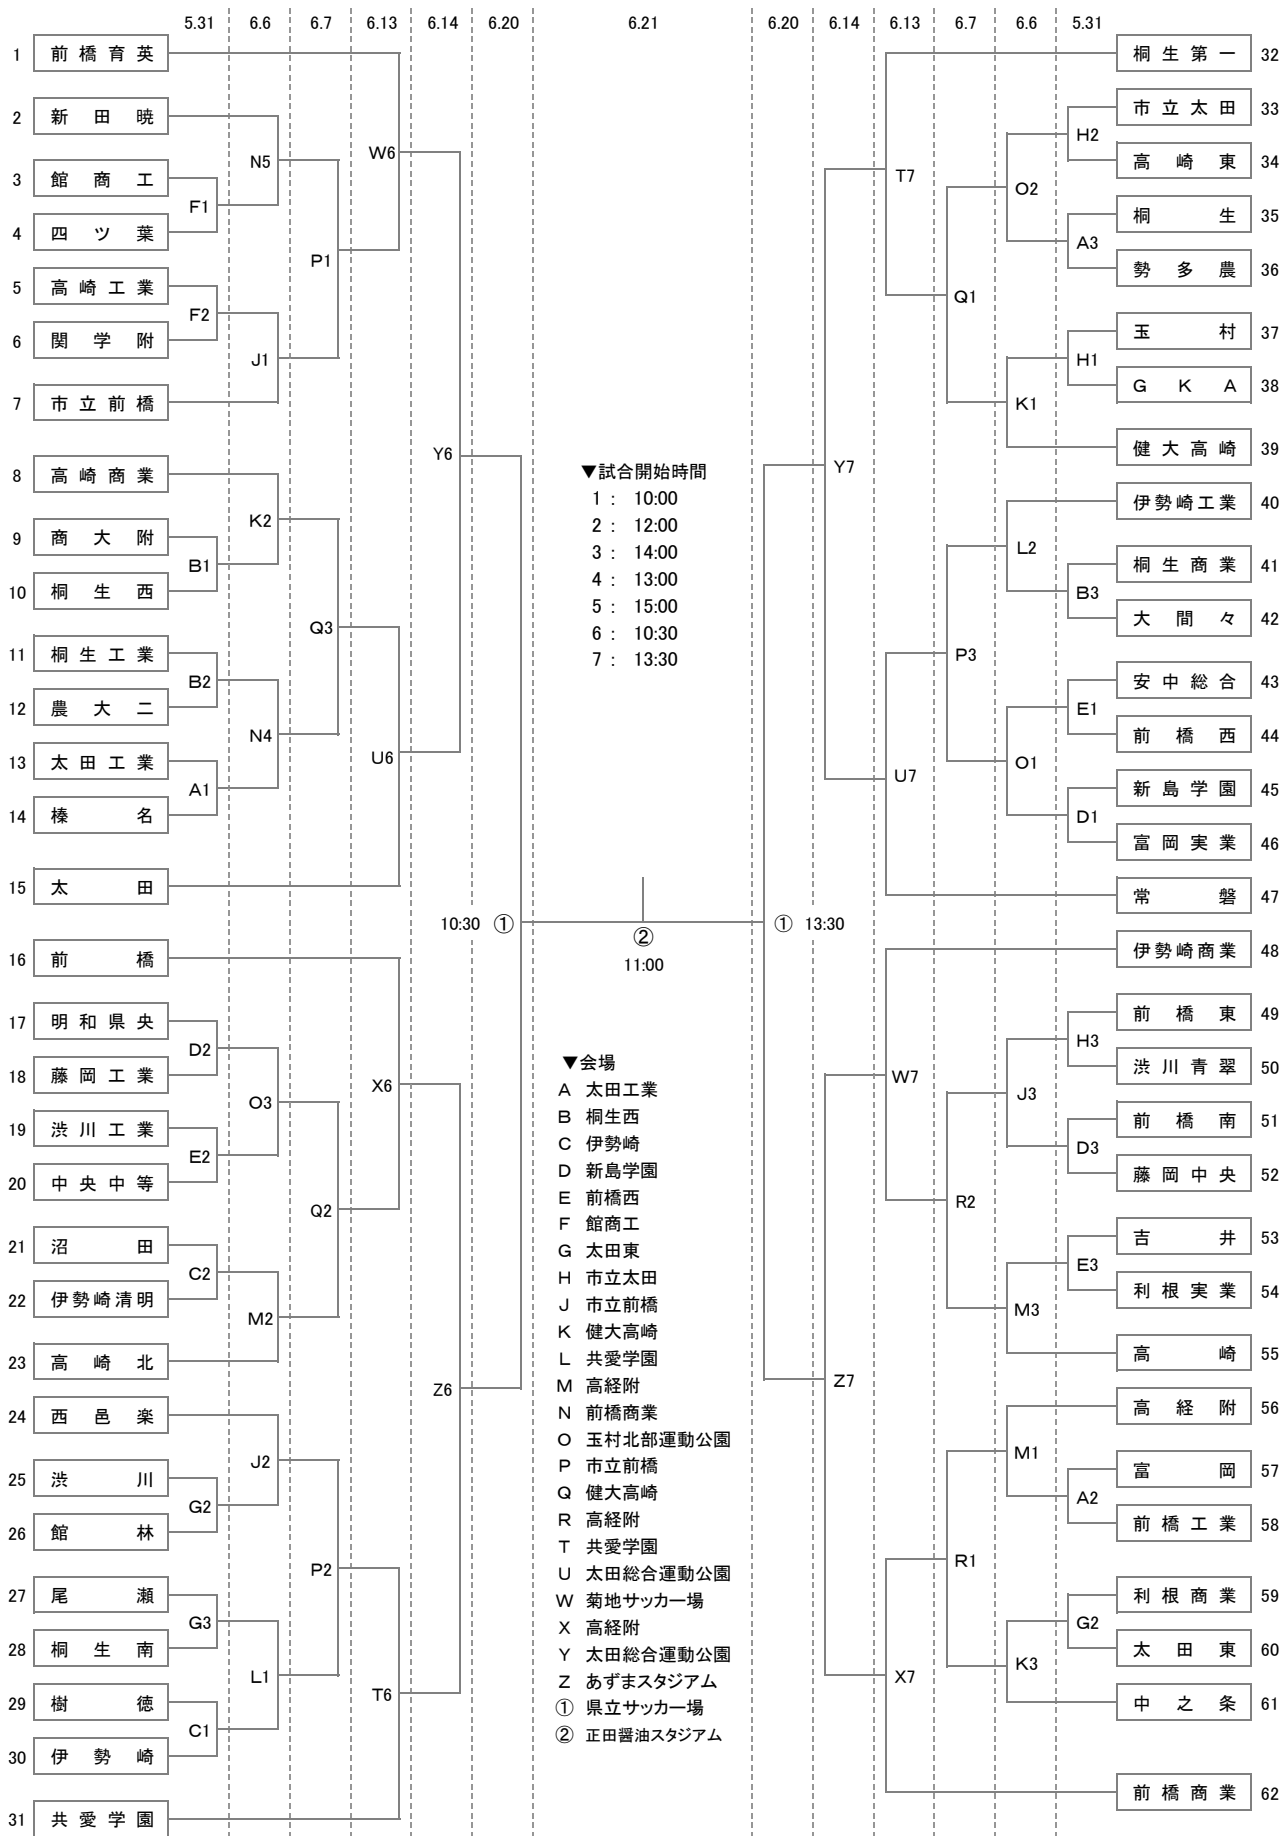 5.31 6.6 6.7 6.13 6.14 6.20 6.21 6.20 6.14 6.13 6.7 6.6 5.31
1 前橋育英
2 新田暁
3 館商工
4 四ツ葉
5 高崎工業
6 関学附
7 市立前橋
8 高崎商業
9 商大附
10 桐生西
11 桐生工業
12 農大二
13 太田工業
14 榛名
15 太田
16 前橋
17 明和県央
18 藤岡工業
19 渋川工業
20 中央中等
21 沼田
22 伊勢崎清明
23 高崎北
24 西邑楽
25 渋川
26 館林
27 尾瀬
28 桐生南
29 樹徳
30 伊勢崎
31 共愛学園
F1
F2
B1
B2
A1
D2
E2
C2
G2
G3
C1
N5
J1
K2
N4
O3
M2
J2
L1
P1
Q3
Q2
P2
W6
U6
X6
T6
Y6
Z6
10:30 ①
②
11:00
① 13:30
▼試合開始時間
1: 10:00
2: 12:00
3: 14:00
4: 13:00
5: 15:00
6: 10:30
7: 13:30
▼会場
A 太田工業
B 桐生西
C 伊勢崎
D 新島学園
E 前橋西
F 館商工
G 太田東
H 市立太田
J 市立前橋
K 健大高崎
L 共愛学園
M 高経附
N 前橋商業
O 玉村北部運動公園
P 市立前橋
Q 健大高崎
R 高経附
T 共愛学園
U 太田総合運動公園
W 菊地サッカー場
X 高経附
Y 太田総合運動公園
Z あずまスタジアム
① 県立サッカー場
② 正田醤油スタジアム
Y7
Z7
T7
U7
W7
X7
Q1
P3
R2
R1
O2
K1
L2
O1
J3
M3
M1
K3
H2
A3
H1
B3
E1
D1
H3
D3
E3
A2
G2
桐生第一 32
市立太田 33
高崎東 34
桐生 35
勢多農 36
玉村 37
GKA 38
健大高崎 39
伊勢崎工業 40
桐生商業 41
大間々 42
安中総合 43
前橋西 44
新島学園 45
富岡実業 46
常磐 47
伊勢崎商業 48
前橋東 49
渋川青翠 50
前橋南 51
藤岡中央 52
吉井 53
利根実業 54
高崎 55
高経附 56
富岡 57
前橋工業 58
利根商業 59
太田東 60
中之条 61
前橋商業 62